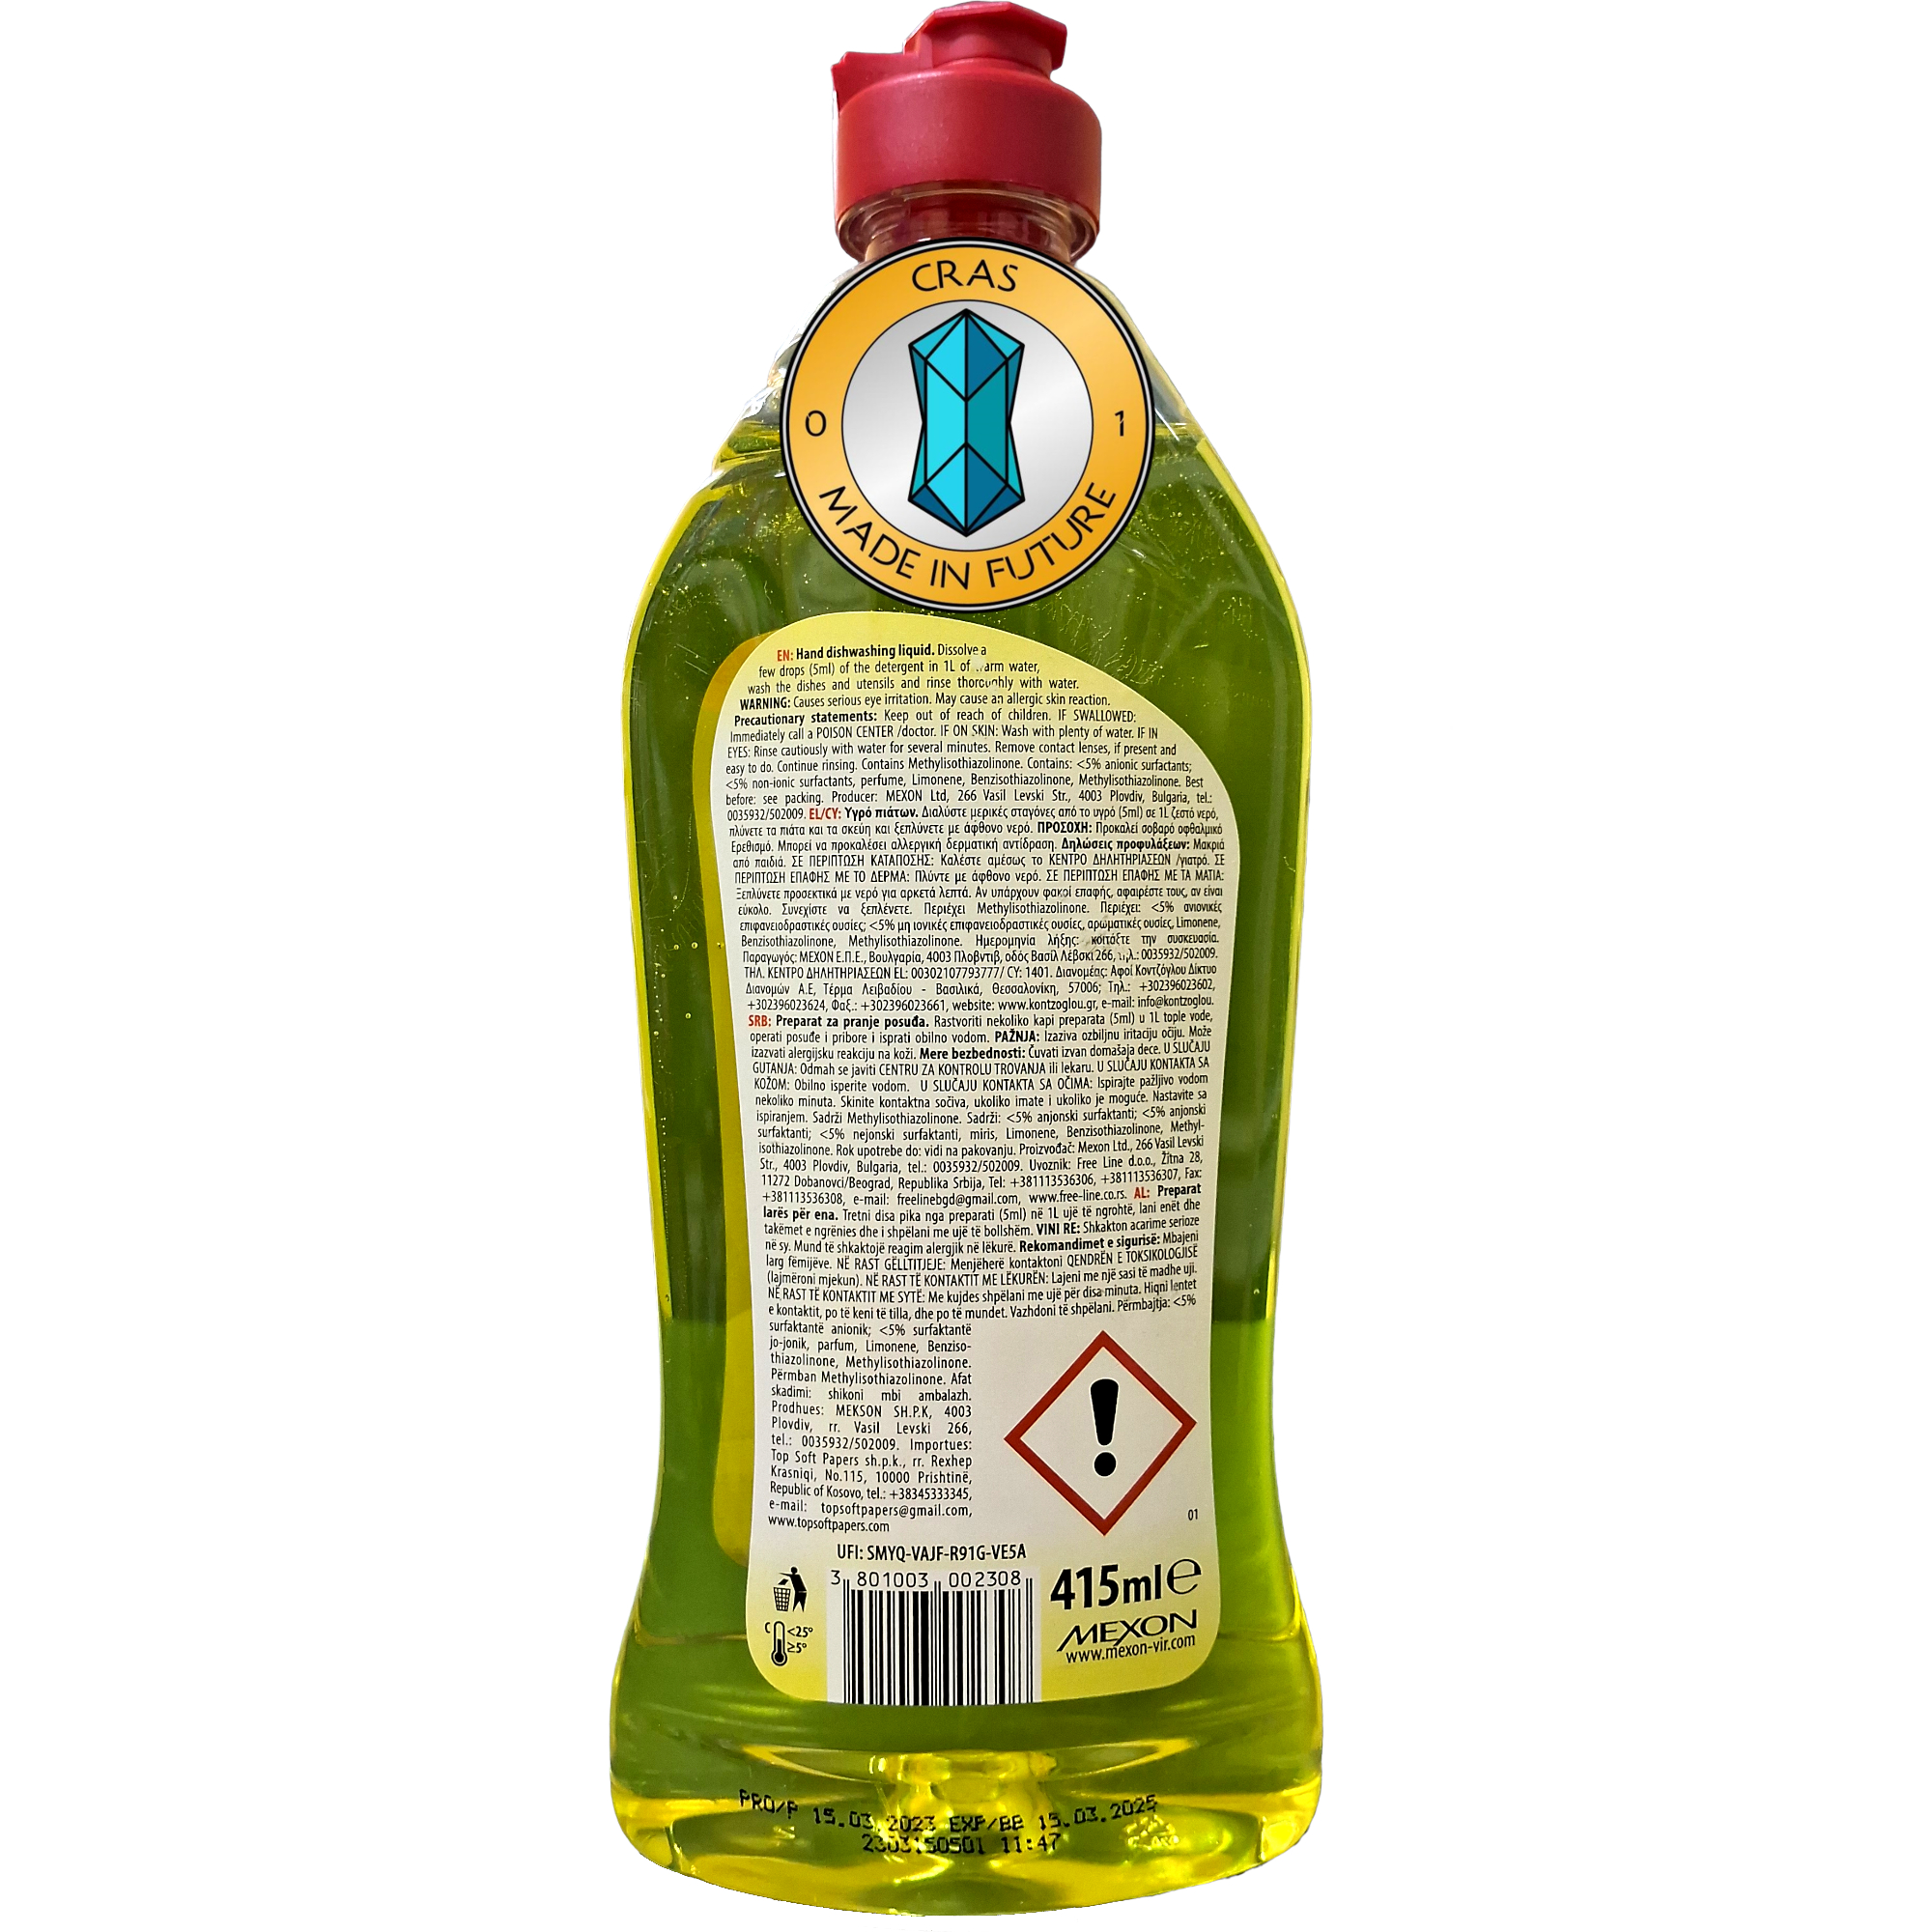 CRAS
0 1
MADE IN FUTURE
EN: Hand dishwashing liquid. Dissolve a
few drops (5ml) of the detergent in 1L of warm water,
wash the dishes and utensils and rinse thoroughly with water.
WARNING: Causes serious eye irritation. May cause an allergic skin reaction.
Precautionary statements: Keep out of reach of children. IF SWALLOWED:
Immediately call a POISON CENTER /doctor. IF ON SKIN: Wash with plenty of water. IF IN
EYES: Rinse cautiously with water for several minutes. Remove contact lenses, if present and
easy to do. Continue rinsing. Contains Methylisothiazolinone. Contains: <5% anionic surfactants;
<5% non-ionic surfactants, perfume, Limonene, Benzisothiazolinone, Methylisothiazolinone. Best
before: see packing. Producer: MEXON Ltd, 266 Vasil Levski Str., 4003 Plovdiv, Bulgaria, tel.:
0035932/502009. EL/CY: Υγρό πιάτων. Διαλύστε μερικές σταγόνες από το υγρό (5ml) σε 1L ζεστό νερό,
πλύνετε τα πιάτα και τα σκεύη και ξεπλύνετε με άφθονο νερό. ΠΡΟΣΟΧΗ: Προκαλεί σοβαρό οφθαλμικό
Ερεθισμό. Μπορεί να προκαλέσει αλλεργική δερματική αντίδραση. Δηλώσεις προφυλάξεων: Μακριά
από παιδιά. ΣΕ ΠΕΡΙΠΤΩΣΗ ΚΑΤΑΠΟΣΗΣ: Καλέστε αμέσως το ΚΕΝΤΡΟ ΔΗΛΗΤΗΡΙΑΣΕΩΝ /γιατρό. ΣΕ
ΠΕΡΙΠΤΩΣΗ ΕΠΑΦΗΣ ΜΕ ΤΟ ΔΕΡΜΑ: Πλύντε με άφθονο νερό. ΣΕ ΠΕΡΙΠΤΩΣΗ ΕΠΑΦΗΣ ΜΕ ΤΑ ΜΑΤΙΑ:
Ξεπλύνετε προσεκτικά με νερό για αρκετά λεπτά. Αν υπάρχουν φακοί επαφής, αφαιρέστε τους, αν είναι
εύκολο. Συνεχίστε να ξεπλένετε. Περιέχει Methylisothiazolinone. Περιέχει: <5% ανιονικές
επιφανειοδραστικές ουσίες; <5% μη ιονικές επιφανειοδραστικές ουσίες, αρωματικές ουσίες, Limonene,
Benzisothiazolinone, Methylisothiazolinone. Ημερομηνια λήξης: κοιτάξτε την συσκευασία.
Παραγωγός: ΜΕΧΟΝ Ε.Π.Ε., Βουλγαρία, 4003 Πλοβντιβ, οδός Βασίλ Λέβσκι 266, τηλ.: 0035932/502009.
ΤΗΛ. ΚΕΝΤΡΟ ΔΗΛΗΤΗΡΙΑΣΕΩΝ EL: 00302107793777/ CY: 1401. Διανομέας: Αφοί Κοντζόγλου Δίκτυο
Διανομών Α.Ε, Τέρμα Λειβαδίου - Βασιλικά, Θεσσαλονίκη, 57006; Τηλ.: +302396023602,
+302396023624, Φαξ.: +302396023661, website: www.kontzoglou.gr, e-mail: info@kontzoglou.
SRB: Preparat za pranje posuđa. Rastvoriti nekoliko kapi preparata (5ml) u 1L tople vode,
operati posuđe i pribore i isprati obilno vodom. PAŽNJA: Izaziva ozbiljnu iritaciju očiju. Može
izazvati alergijsku reakciju na koži. Mere bezbednosti: Čuvati izvan domašaja dece. U SLUČAJU
GUTANJA: Odmah se javiti CENTRU ZA KONTROLU TROVANJA ili lekaru. U SLUČAJU KONTAKTA SA
KOŽOM: Obilno isperite vodom. U SLUČAJU KONTAKTA SA OČIMA: Ispirajte pažljivo vodom
nekoliko minuta. Skinite kontaktna sočiva, ukoliko imate i ukoliko je moguće. Nastavite sa
ispiranjem. Sadrži Methylisothiazolinone. Sadrži: <5% anjonski surfaktanti; <5% anjonski
surfaktanti; <5% nejonski surfaktanti, miris, Limonene, Benzisothiazolinone, Methyl-
isothiazolinone. Rok upotrebe do: vidi na pakovanju. Proizvođač: Mexon Ltd., 266 Vasil Levski
Str., 4003 Plovdiv, Bulgaria, tel.: 0035932/502009. Uvoznik: Free Line d.o.o., Žitna 28,
11272 Dobanovci/Beograd, Republika Srbija, Tel: +381113536306, +381113536307, Fax:
+381113536308, e-mail: freelinebgd@gmail.com, www.free-line.co.rs. AL: Preparat
larës për ena. Tretni disa pika nga preparati (5ml) në 1L ujë të ngrohtë, lani enët dhe
takëmet e ngrënies dhe i shpëlani me ujë të bollshëm. VINI RE: Shkakton acarime serioze
në sy. Mund të shkaktojë reagim alergjik në lëkurë. Rekomandimet e sigurisë: Mbajeni
larg fëmijëve. NË RAST GËLLTITJEJE: Menjëherë kontaktoni QENDRËN E TOKSIKOLOGJISË
(lajmëroni mjekun). NË RAST TË KONTAKTIT ME LËKURËN: Lajeni me një sasi të madhe uji.
NË RAST TË KONTAKTIT ME SYTË: Me kujdes shpëlani me ujë për disa minuta. Hiqni lentet
e kontaktit, po të keni të tilla, dhe po të mundet. Vazhdoni të shpëlani. Përmbajtja: <5%
surfaktantë anionik; <5% surfaktantë
jo-jonik, parfum, Limonene, Benziso-
thiazolinone, Methylisothiazolinone.
Përmban Methylisothiazolinone. Afat
skadimi: shikoni mbi ambalazh.
Prodhues: MEKSON SH.P.K, 4003
Plovdiv, rr. Vasil Levski 266,
tel.: 0035932/502009. Importues:
Top Soft Papers sh.p.k., rr. Rexhep
Krasniqi, No.115, 10000 Prishtinë,
Republic of Kosovo, tel.: +38345333345,
e-mail: topsoftpapers@gmail.com,
www.topsoftpapers.com
01
UFI: SMYQ-VAJF-R91G-VE5A
3 801003 002308
415ml e
C <25°
≥5°
MEXON
www.mexon-vir.com
PRO/P 15.03.2023 EXP/BB 15.03.2025
2303150501 11:47